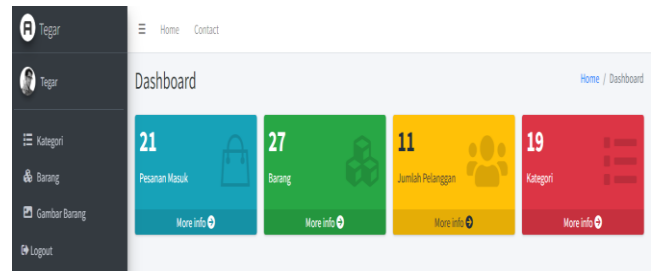 Tegar
Home Contact
Tegar
Dashboard
Home / Dashboard
Kategori
Barang
Gambar Barang
Logout
21
Pesanan Masuk
More info
27
Barang
More info
11
Jumlah Pelanggan
More info
19
Kategori
More info